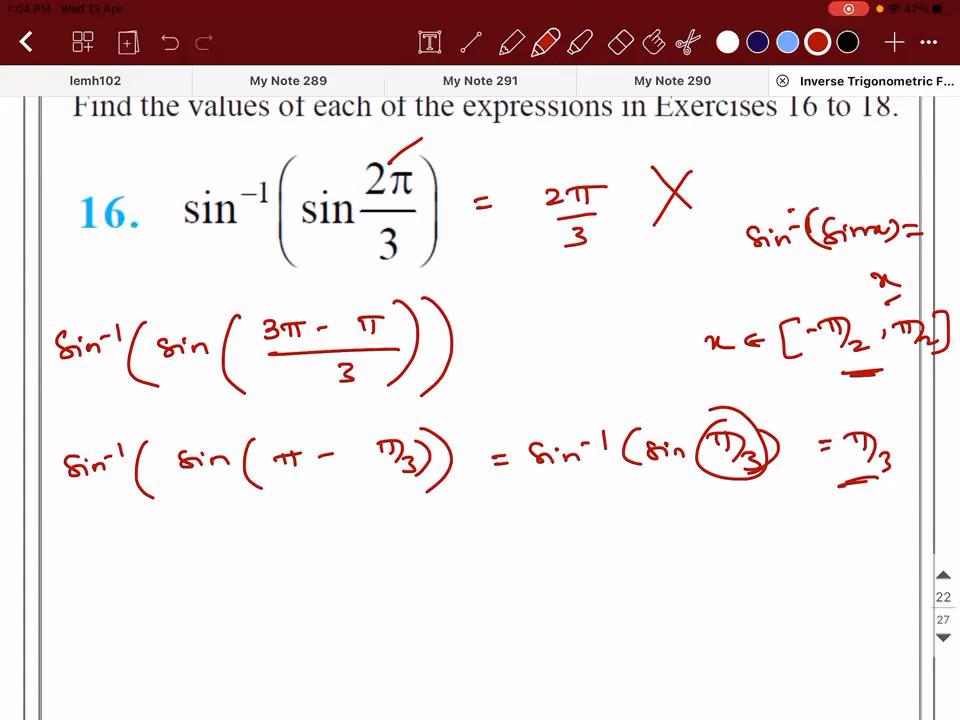 7:04 PM Wed 13 Apr 47%
lemh102 My Note 289 My Note 291 My Note 290 Inverse Trigonometric F...
Find the values of each of the expressions in Exercises 16 to 18.
16. sin⁻¹(sin 2π/3) = 2π/3 X
sin⁻¹(sin x) =
x
x ∈ [-π/2, π/2]
sin⁻¹(sin((3π - π)/3))
sin⁻¹(sin(π - π/3)) = sin⁻¹(sin(π/3)) = π/3
22
27